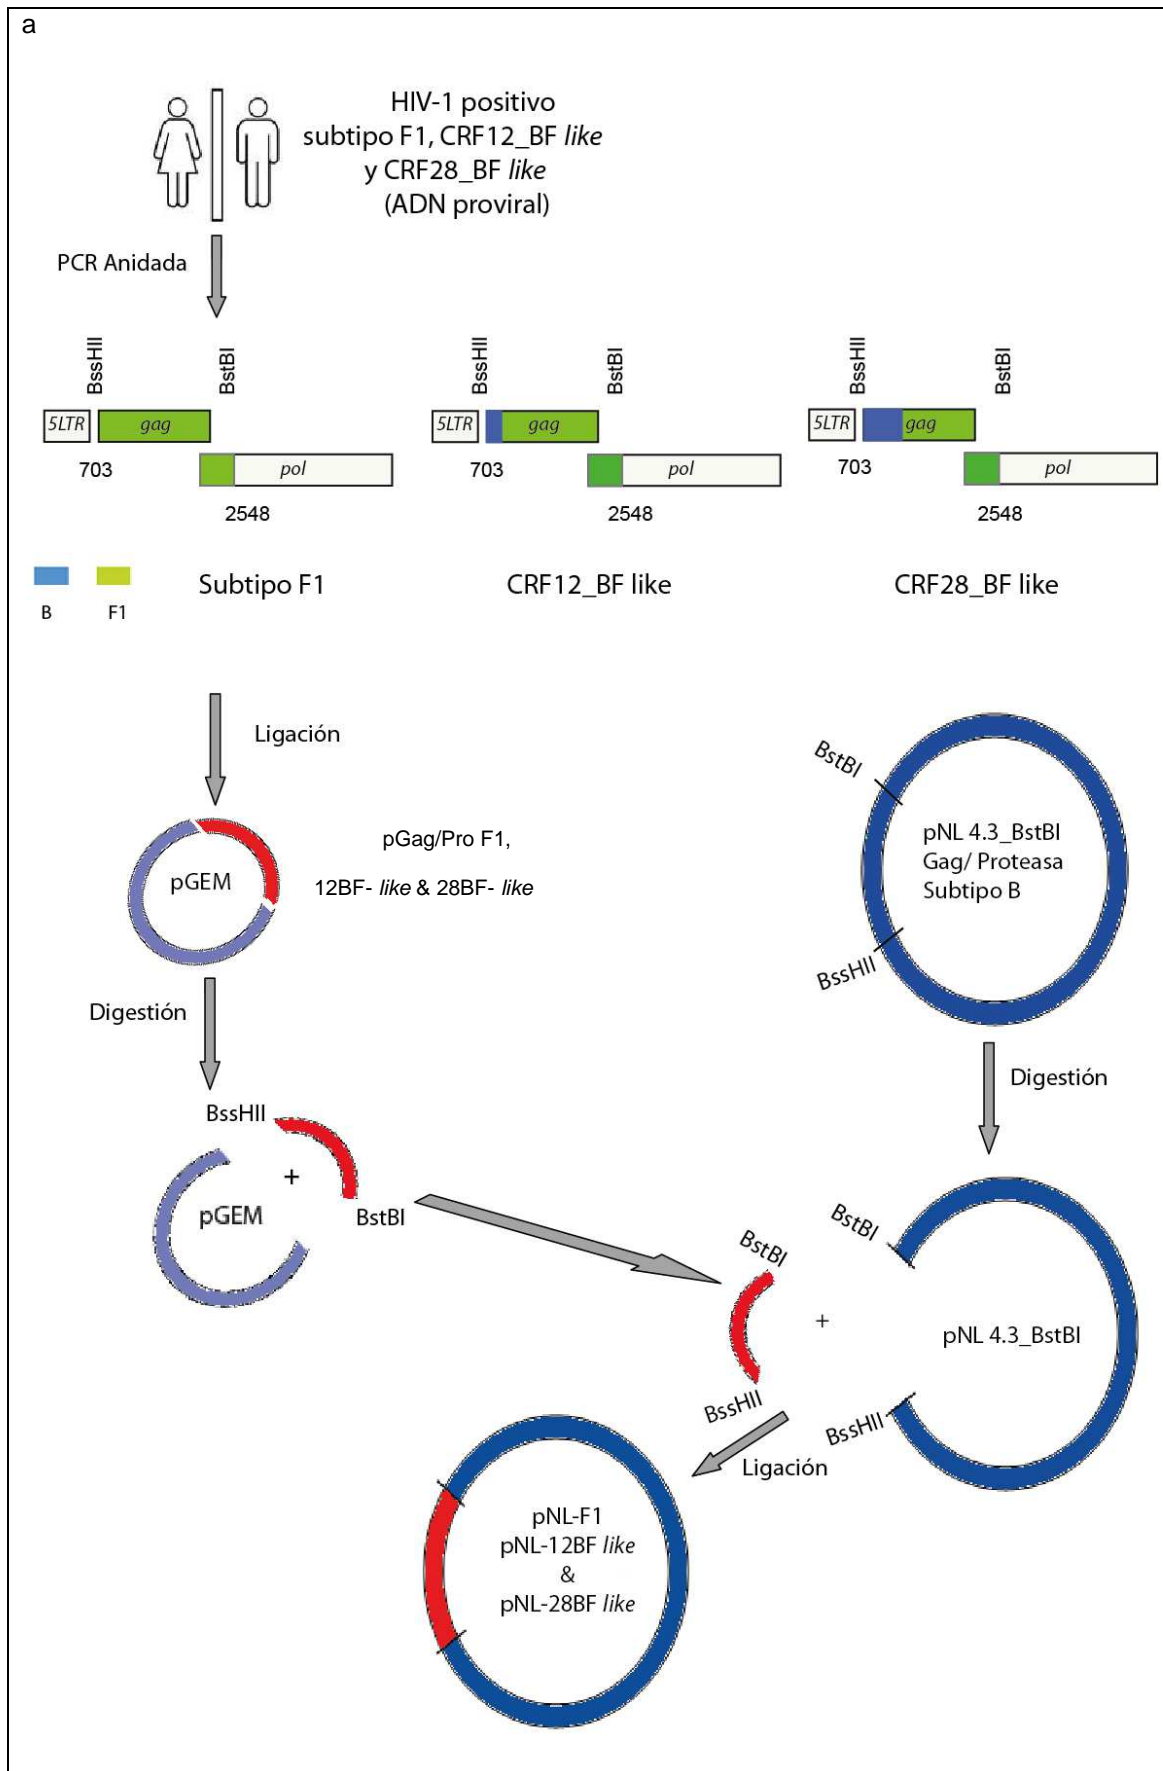 a
HIV-1 positivo
subtipo F1, CRF12_BF like
y CRF28_BF like
(ADN proviral)
PCR Anidada
BssHII
BstBI
BssHII
BstBI
BssHII
BstBI
5LTR
gag
5LTR
gag
5LTR
gag
703
pol
703
pol
703
pol
2548
2548
2548
B
F1
Subtipo F1
CRF12_BF like
CRF28_BF like
Ligación
pGEM
pGag/Pro F1,
12BF- like & 28BF- like
BstBI
pNL 4.3_BstBI
Gag/ Proteasa
Subtipo B
BssHII
Digestión
Digestión
BssHII
+
pGEM
BstBI
BstBI
+
BssHII
BstBI
pNL 4.3_BstBI
BssHII
Ligación
pNL-F1
pNL-12BF like
&
pNL-28BF like